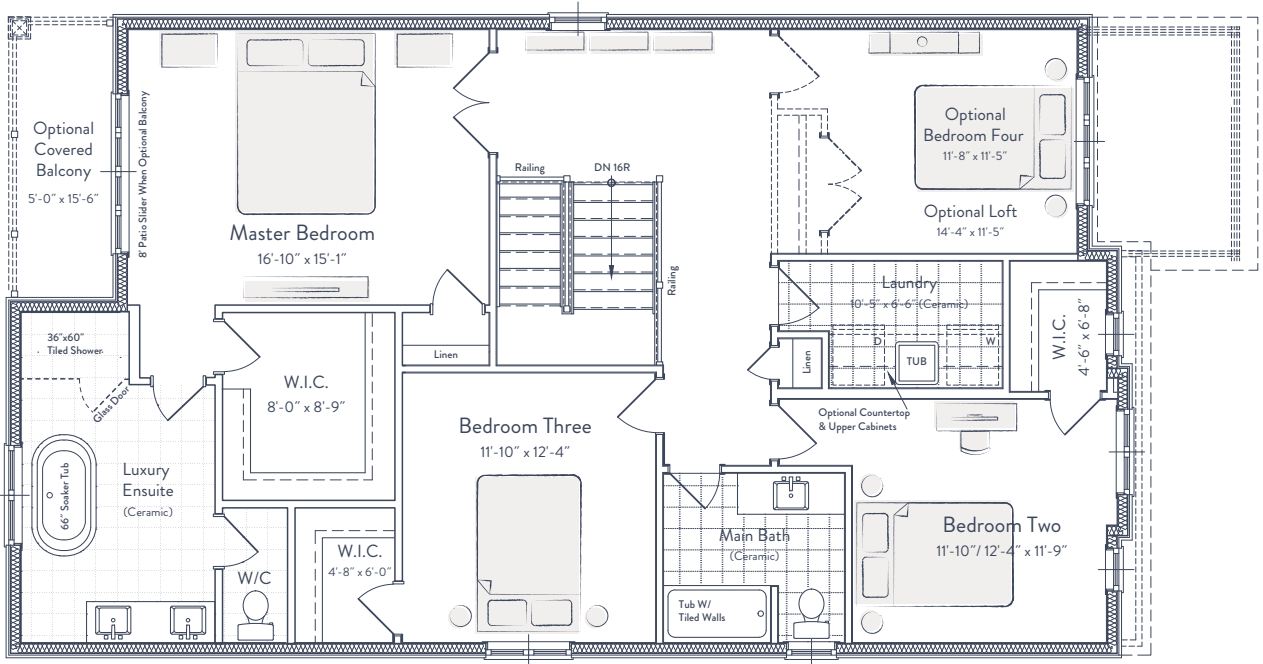 Optional
Covered
Balcony
5'-0" x 15'-6"
8' Patio Slider When Optional Balcony
Master Bedroom
16'-10" x 15'-1"
Railing
DN 16R
Railing
Optional
Bedroom Four
11'-8" x 11'-5"
Optional Loft
14'-4" x 11'-5"
Laundry
10'-5" x 6'-6" (Ceramic)
D
W
TUB
Linen
W.I.C.
4'-6" x 6'-8"
Optional Countertop
& Upper Cabinets
36"x60"
Tiled Shower
Glass Door
Linen
W.I.C.
8'-0" x 8'-9"
Bedroom Three
11'-10" x 12'-4"
Luxury
Ensuite
(Ceramic)
66" Soaker Tub
W/C
W.I.C.
4'-8" x 6'-0"
Main Bath
(Ceramic)
Tub W/
Tiled Walls
Bedroom Two
11'-10"/ 12'-4" x 11'-9"